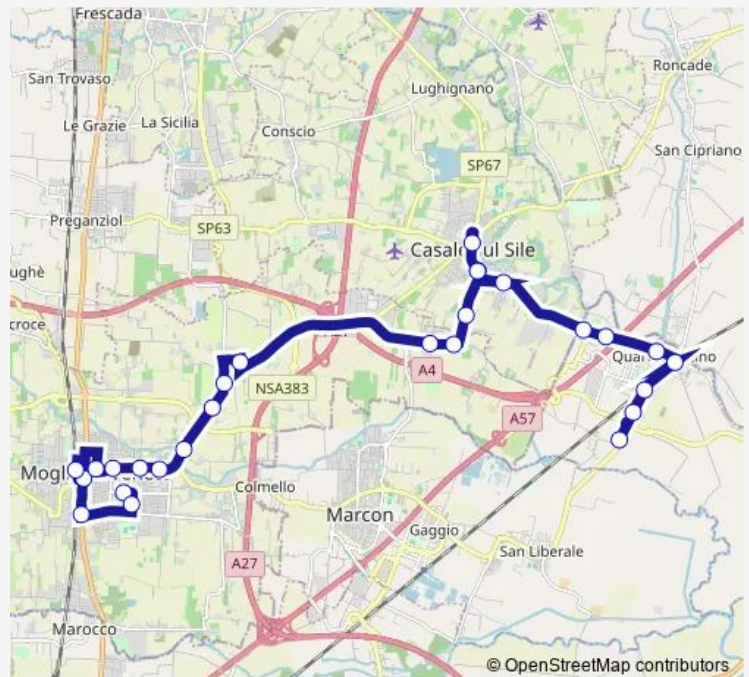 Frescada
San Trovaso
Roncade
Lughignano
Le Grazie
La Sicilia
Conscio
San Cipriano
SP67
Preganziol
SP63
Casale sul Sile
ughè
croce
A4
NSA383
A57
Colmello
Marcon
Gaggio
San Liberale
A27
Marocco
© OpenStreetMap contributors